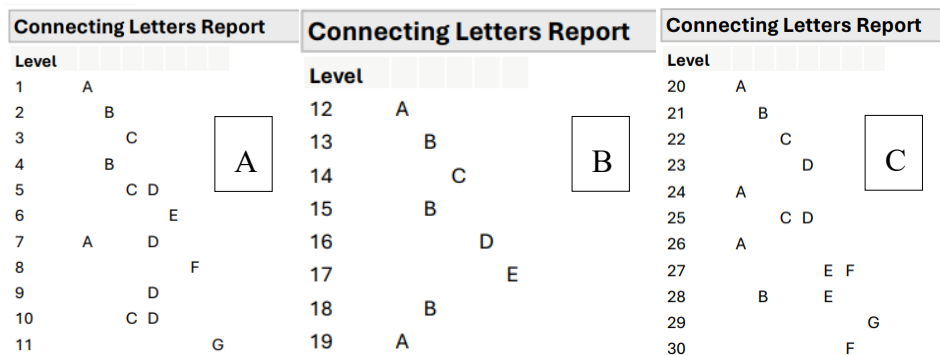 Connecting Letters Report
Level
1 A
2 B
3 C
4 B
5 C D
6 E
7 A D
8 F
9 D
10 C D
11 G
A
Connecting Letters Report
Level
12 A
13 B
14 C
15 B
16 D
17 E
18 B
19 A
B
Connecting Letters Report
Level
20 A
21 B
22 C
23 D
24 A
25 C D
26 A
27 E F
28 B E
29 G
30 F
C